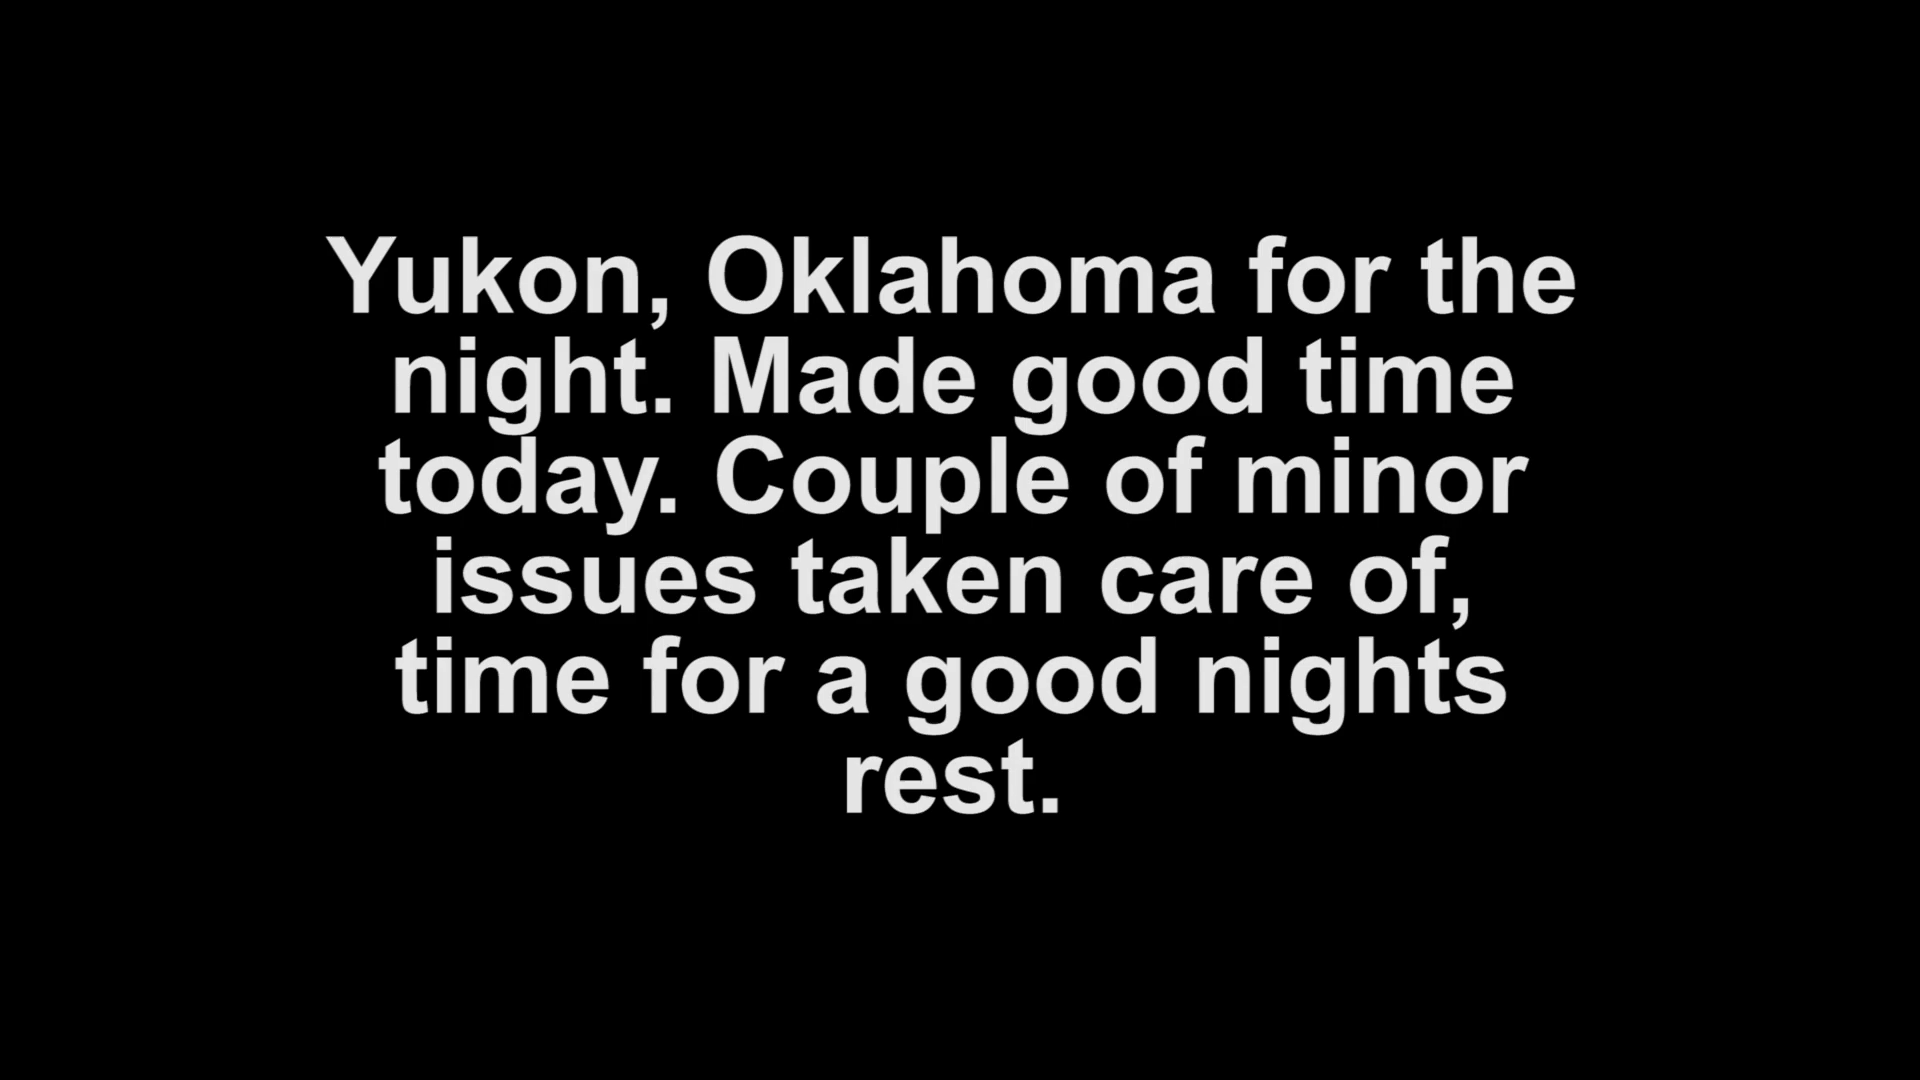 Yukon, Oklahoma for the
night. Made good time
today. Couple of minor
issues taken care of,
time for a good nights
rest.